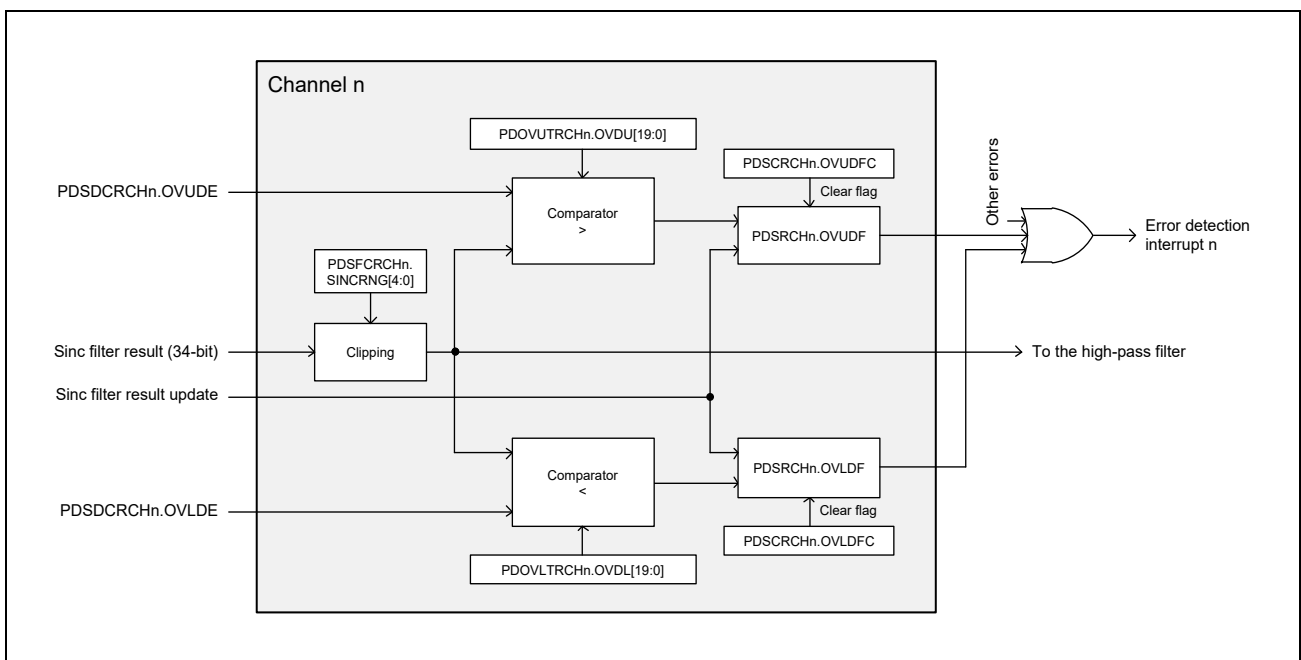 Channel n
PDOVUTRCHn.OVDU[19:0]
PDSDCRCHn.OVUDE
Comparator
>
PDSCRCHn.OVUDFC
Clear flag
PDSRCHn.OVUDF
Other errors
Error detection
interrupt n
PDSFCRCHn.
SINCRNG[4:0]
Sinc filter result (34-bit)
Clipping
To the high-pass filter
Sinc filter result update
Comparator
<
PDSRCHn.OVLDF
PDSDCRCHn.OVLDE
Clear flag
PDSCRCHn.OVLDFC
PDOVLTRCHn.OVDL[19:0]